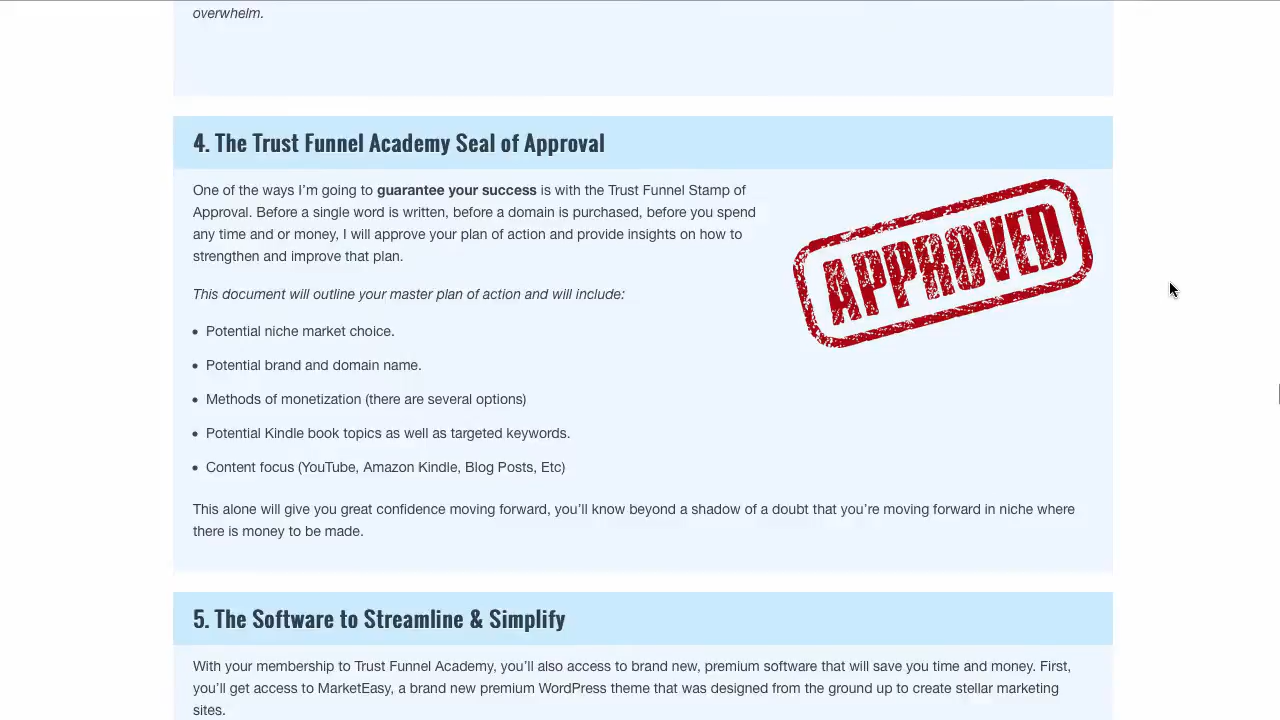 overwhelm.
4. The Trust Funnel Academy Seal of Approval
One of the ways I'm going to guarantee your success is with the Trust Funnel Stamp of
Approval. Before a single word is written, before a domain is purchased, before you spend
any time and or money, I will approve your plan of action and provide insights on how to
strengthen and improve that plan.
APPROVED
This document will outline your master plan of action and will include:
• Potential niche market choice.
• Potential brand and domain name.
• Methods of monetization (there are several options)
• Potential Kindle book topics as well as targeted keywords.
• Content focus (YouTube, Amazon Kindle, Blog Posts, Etc)
This alone will give you great confidence moving forward, you'll know beyond a shadow of a doubt that you're moving forward in niche where
there is money to be made.
5. The Software to Streamline & Simplify
With your membership to Trust Funnel Academy, you'll also access to brand new, premium software that will save you time and money. First,
you'll get access to MarketEasy, a brand new premium WordPress theme that was designed from the ground up to create stellar marketing
sites.